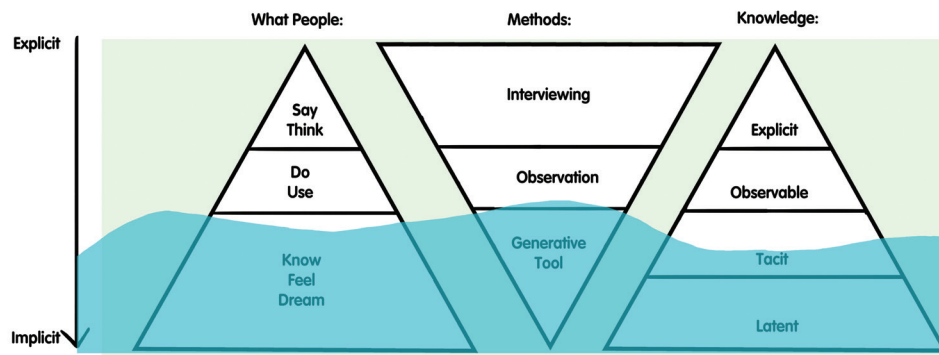 What People:
Methods:
Knowledge:
Explicit
Implicit
Say
Think
Do
Use
Know
Feel
Dream
Interviewing
Observation
Generative
Tool
Explicit
Observable
Tacit
Latent